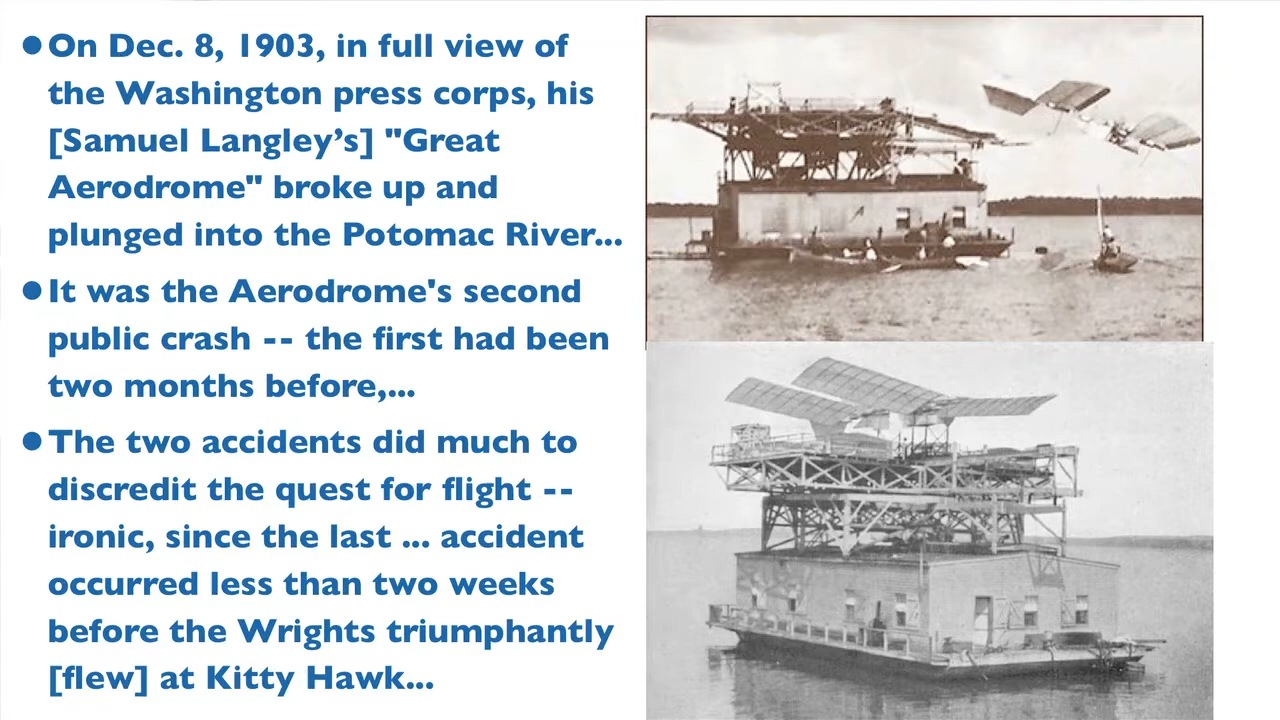 ●On Dec. 8, 1903, in full view of
the Washington press corps, his
[Samuel Langley’s] "Great
Aerodrome" broke up and
plunged into the Potomac River...
●It was the Aerodrome's second
public crash -- the first had been
two months before,...
●The two accidents did much to
discredit the quest for flight --
ironic, since the last ... accident
occurred less than two weeks
before the Wrights triumphantly
[flew] at Kitty Hawk...